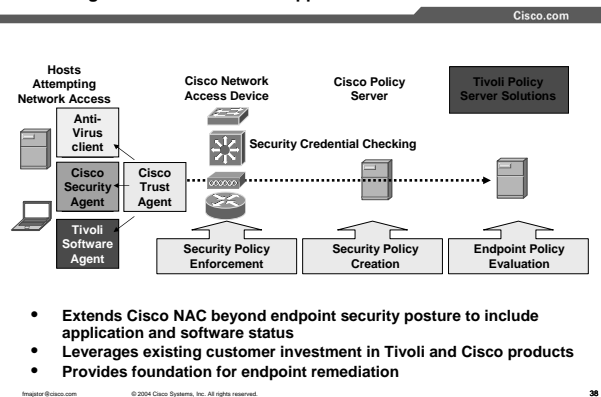 Cisco.com
Hosts
Attempting
Network Access
Cisco Network
Access Device
Cisco Policy
Server
Tivoli Policy
Server Solutions
Anti-
Virus
client
Cisco
Security
Agent
Cisco
Trust
Agent
Tivoli
Software
Agent
Security Credential Checking
Security Policy
Enforcement
Security Policy
Creation
Endpoint Policy
Evaluation
• Extends Cisco NAC beyond endpoint security posture to include
application and software status
• Leverages existing customer investment in Tivoli and Cisco products
• Provides foundation for endpoint remediation
fmajstor@cisco.com
© 2004 Cisco Systems, Inc. All rights reserved.
38